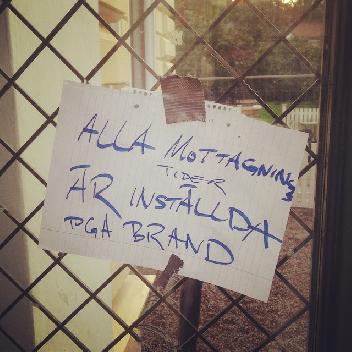 ALLA MOTTAGNINGS
TIDER
ÄR INSTÄLLDA
PGA BRAND